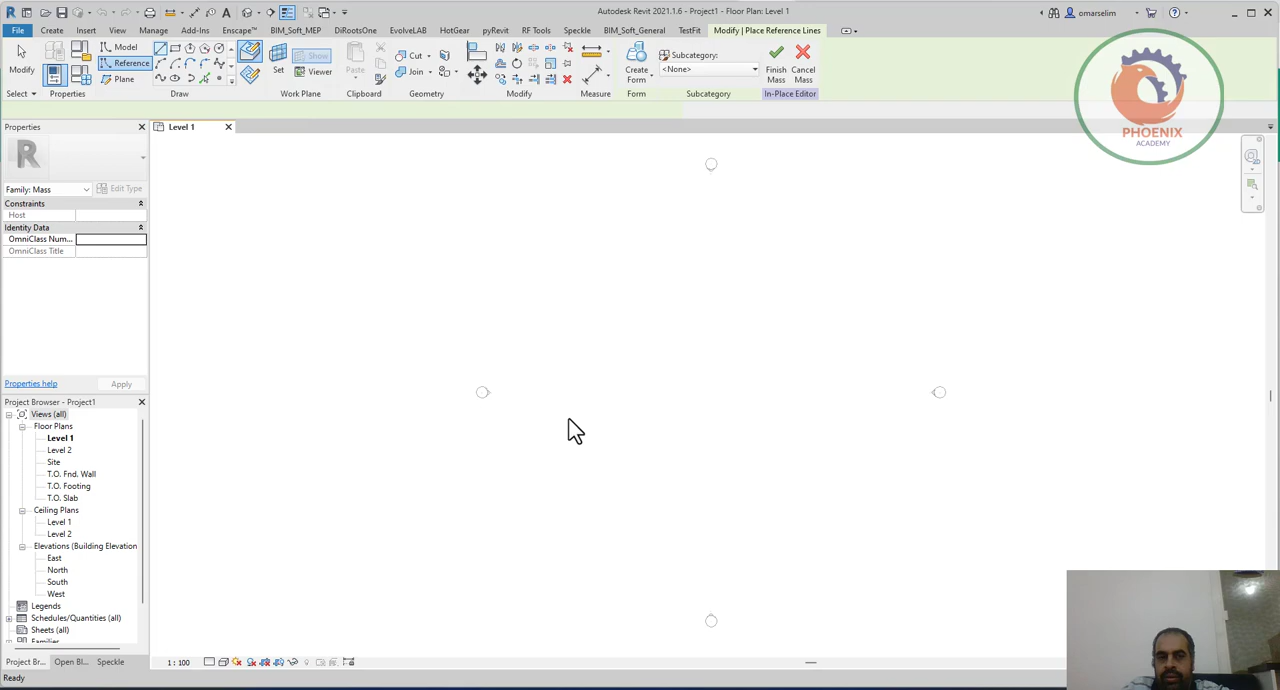 Autodesk Revit 2021.1.6 - Project1 - Floor Plan: Level 1
omarselim
File Create Insert View Manage Add-Ins Enscape™ BIM_Soft_MEP DiRootsOne EvolveLAB HotGear pyRevit RF Tools Speckle BIM_Soft_General TestFit Modify | Place Reference Lines
Modify
Model
Reference
Plane
Set
Show
Viewer
Paste
Cut
Join
Create
Form
Subcategory:
<None>
Finish
Mass
Cancel
Mass
Select Properties Draw Work Plane Clipboard Geometry Modify Measure Form Subcategory In-Place Editor
PHOENIX
ACADEMY
Properties
Level 1
R
Family: Mass
Edit Type
Constraints
Host
Identity Data
OmniClass Num...
OmniClass Title
Properties help
Apply
Project Browser - Project1
Views (all)
Floor Plans
Level 1
Level 2
Site
T.O. Fnd. Wall
T.O. Footing
T.O. Slab
Ceiling Plans
Level 1
Level 2
Elevations (Building Elevation
East
North
South
West
Legends
Schedules/Quantities (all)
Sheets (all)
Families
Project Br... Open Bl... Speckle
1 : 100
Ready